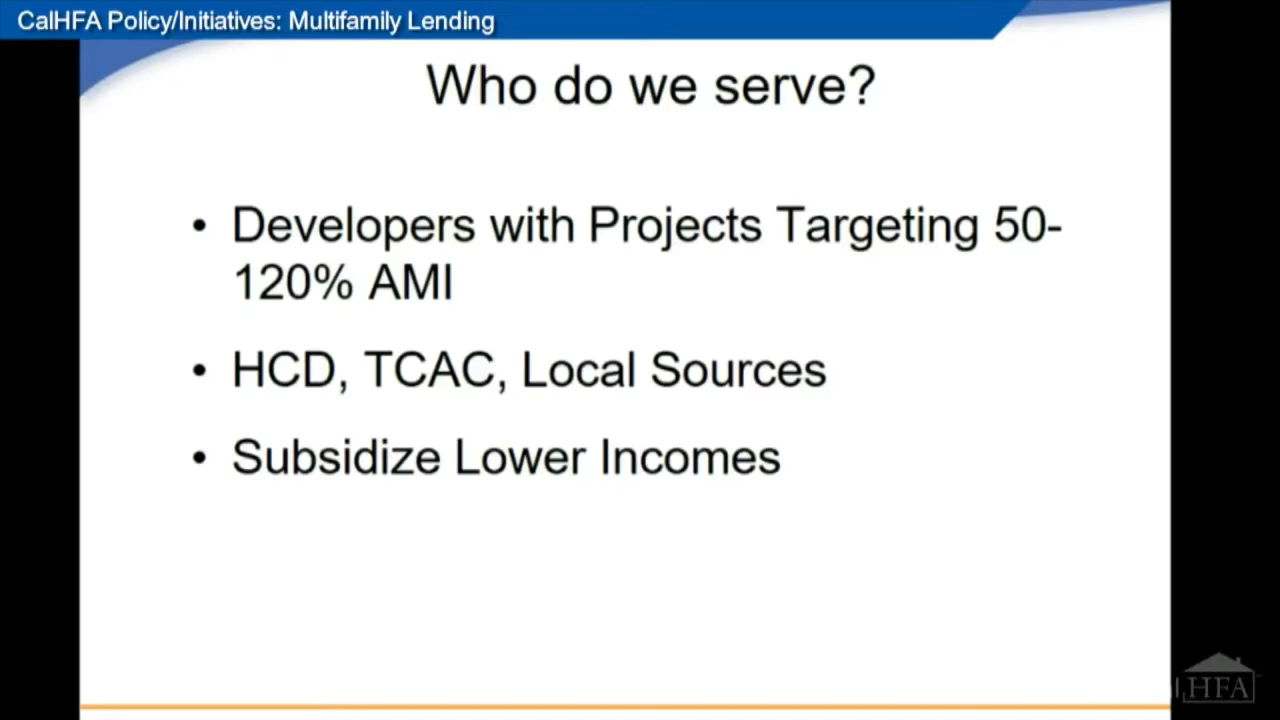 CalHFA Policy/Initiatives: Multifamily Lending
Who do we serve?
• Developers with Projects Targeting 50-
120% AMI
• HCD, TCAC, Local Sources
• Subsidize Lower Incomes
HFA